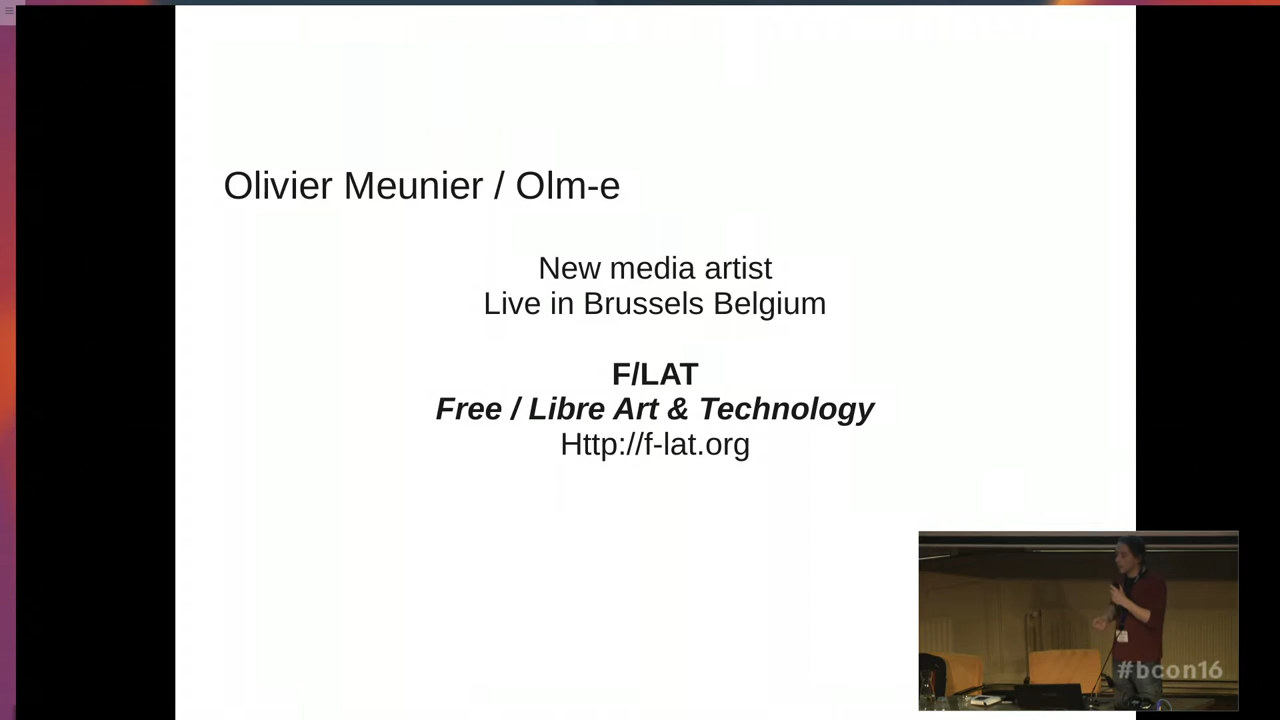 Olivier Meunier / Olm-e
New media artist
Live in Brussels Belgium
F/LAT
Free / Libre Art & Technology
Http://f-lat.org
#bcon16